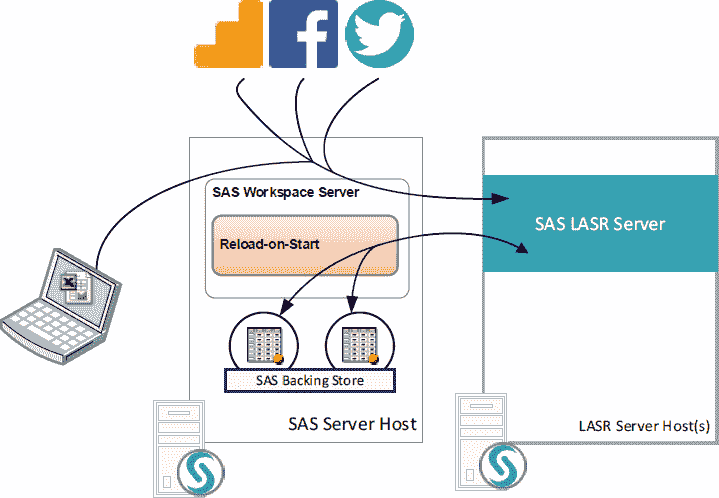 SAS Workspace Server
Reload-on-Start
SAS LASR Server
SAS Backing Store
SAS Server Host
LASR Server Host(s)